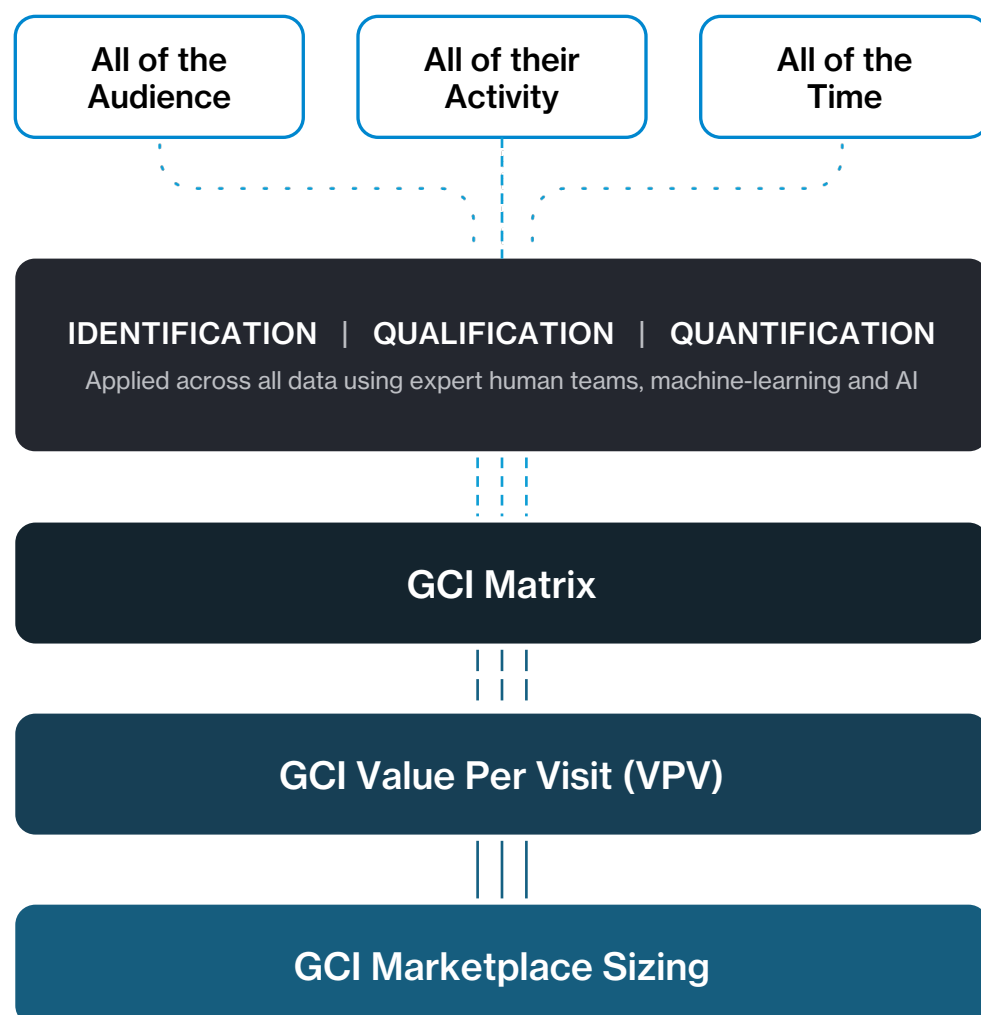 All of the
Audience
All of their
Activity
All of the
Time
IDENTIFICATION | QUALIFICATION | QUANTIFICATION
Applied across all data using expert human teams, machine-learning and AI
GCI Matrix
GCI Value Per Visit (VPV)
GCI Marketplace Sizing